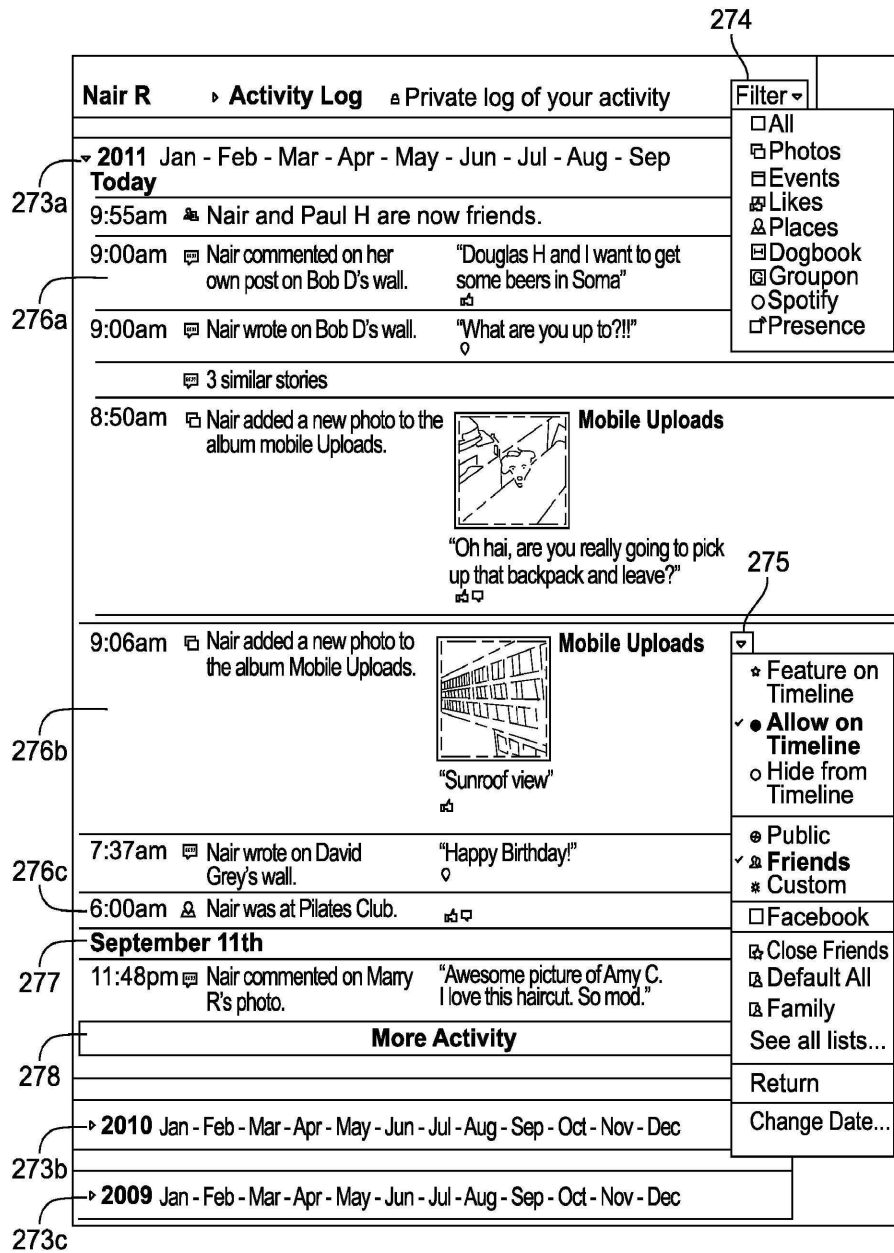 274
Nair R Activity Log Private log of your activity Filter
All
Photos
Events
Likes
Places
Dogbook
Groupon
Spotify
Presence
273a
2011 Jan - Feb - Mar - Apr - May - Jun - Jul - Aug - Sep
Today
9:55am Nair and Paul H are now friends.
276a
9:00am Nair commented on her "Douglas H and I want to get
own post on Bob D's wall. some beers in Soma"
9:00am Nair wrote on Bob D's wall. "What are you up to?!!"
3 similar stories
8:50am Nair added a new photo to the Mobile Uploads
album mobile Uploads.
"Oh hai, are you really going to pick
up that backpack and leave?"
275
9:06am Nair added a new photo to Mobile Uploads
the album Mobile Uploads.
276b
"Sunroof view"
Feature on
Timeline
Allow on
Timeline
Hide from
Timeline
Public
Friends
Custom
Facebook
Close Friends
Default All
Family
See all lists...
Return
Change Date...
7:37am Nair wrote on David "Happy Birthday!"
Grey's wall.
276c
6:00am Nair was at Pilates Club.
September 11th
277
11:48pm Nair commented on Marry "Awesome picture of Amy C.
R's photo. I love this haircut. So mod."
More Activity
278
2010 Jan - Feb - Mar - Apr - May - Jun - Jul - Aug - Sep - Oct - Nov - Dec
273b
2009 Jan - Feb - Mar - Apr - May - Jun - Jul - Aug - Sep - Oct - Nov - Dec
273c